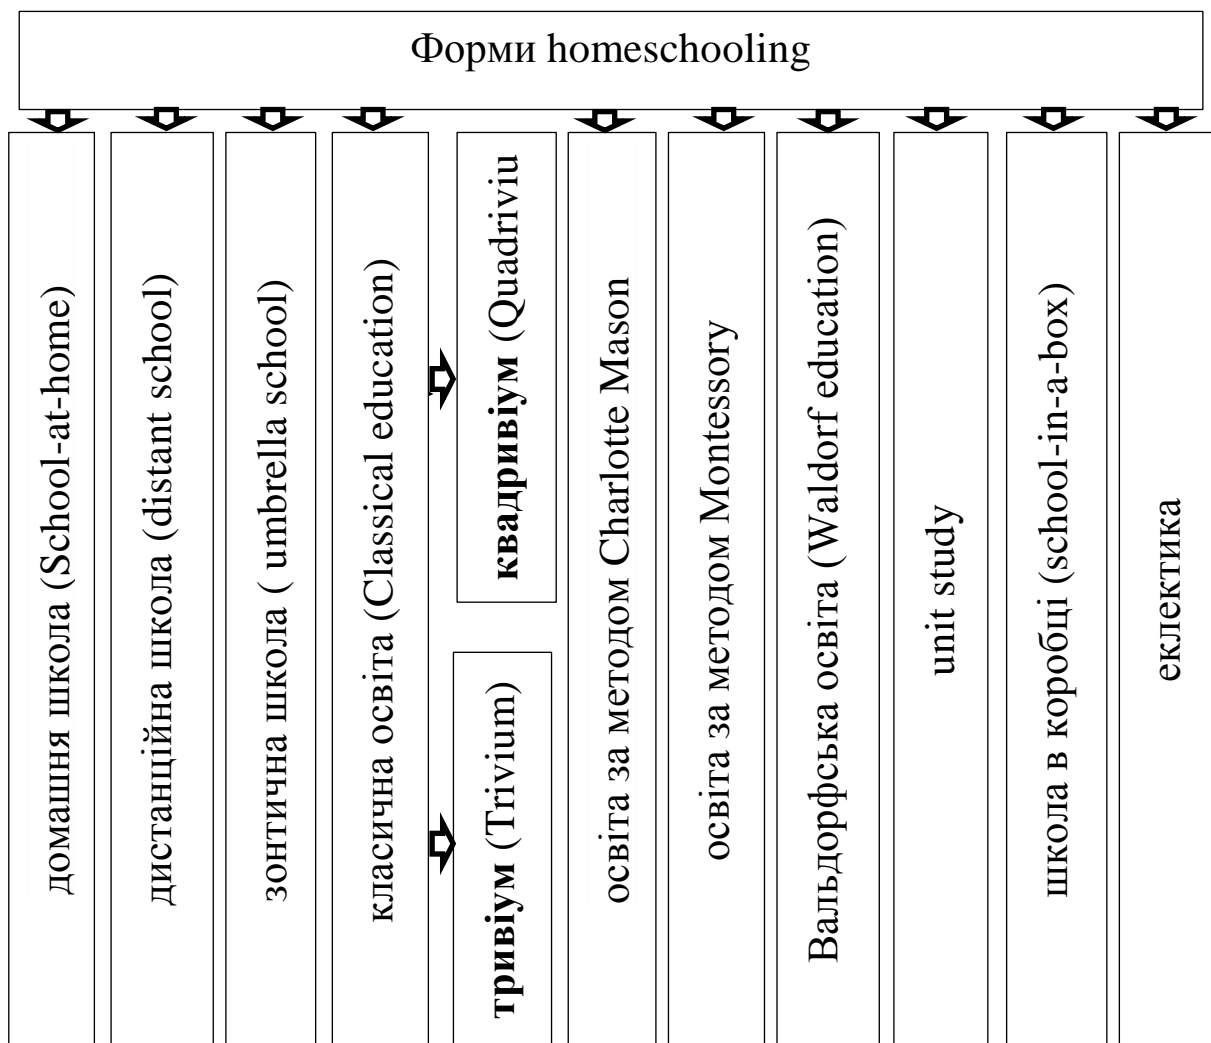 Форми homeschooling
домашня школа (School-at-home)
дистанційна школа (distant school)
зонтична школа ( umbrella school)
класична освіта (Classical education)
квадривіум (Quadriviu
тривіум (Trivium)
освіта за методом Charlotte Mason
освіта за методом Montessory
Вальдорфська освіта (Waldorf education)
unit study
школа в коробці (school-in-a-box)
еклектика